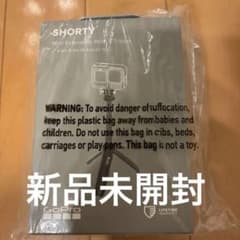 SHORTY
WARNING: To avoid danger of suffocation,
keep this plastic bag away from babies and
children. Do not use this bag in cribs, beds,
carriages or play pens. This bag is not a toy.
新品未開封
GoPro
LIFETIME